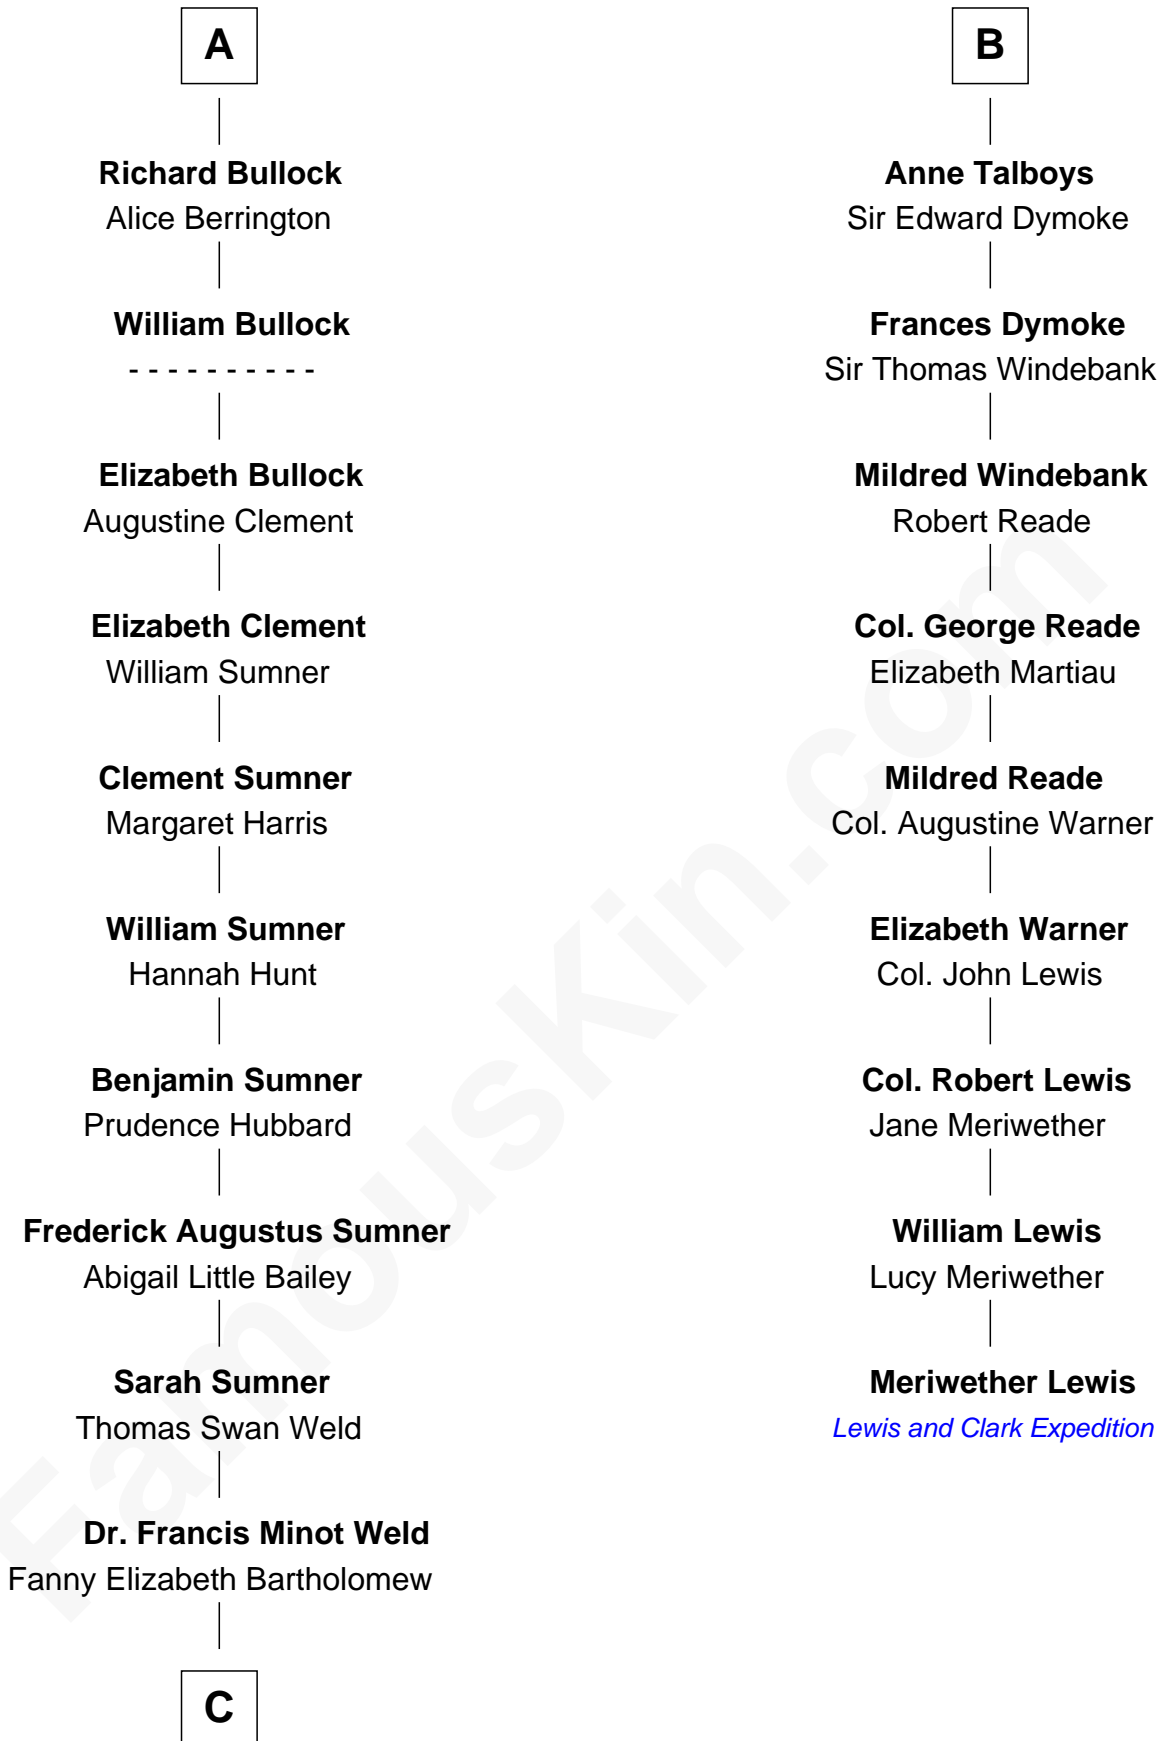 A
Richard Bullock
Alice Berrington
William Bullock
- - - - - - - - - -
Elizabeth Bullock
Augustine Clement
Elizabeth Clement
William Sumner
Clement Sumner
Margaret Harris
William Sumner
Hannah Hunt
Benjamin Sumner
Prudence Hubbard
Frederick Augustus Sumner
Abigail Little Bailey
Sarah Sumner
Thomas Swan Weld
Dr. Francis Minot Weld
Fanny Elizabeth Bartholomew
C
B
Anne Talboys
Sir Edward Dymoke
Frances Dymoke
Sir Thomas Windebank
Mildred Windebank
Robert Reade
Col. George Reade
Elizabeth Martiau
Mildred Reade
Col. Augustine Warner
Elizabeth Warner
Col. John Lewis
Col. Robert Lewis
Jane Meriwether
William Lewis
Lucy Meriwether
Meriwether Lewis
Lewis and Clark Expedition
FamousKin.com